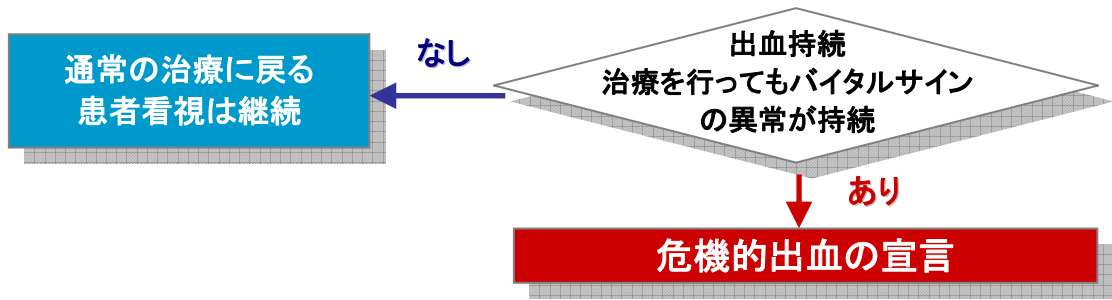 出血持続
治療を行ってもバイタルサイン
の異常が持続
なし
通常の治療に戻る
患者看視は継続
あり
危機的出血の宣言